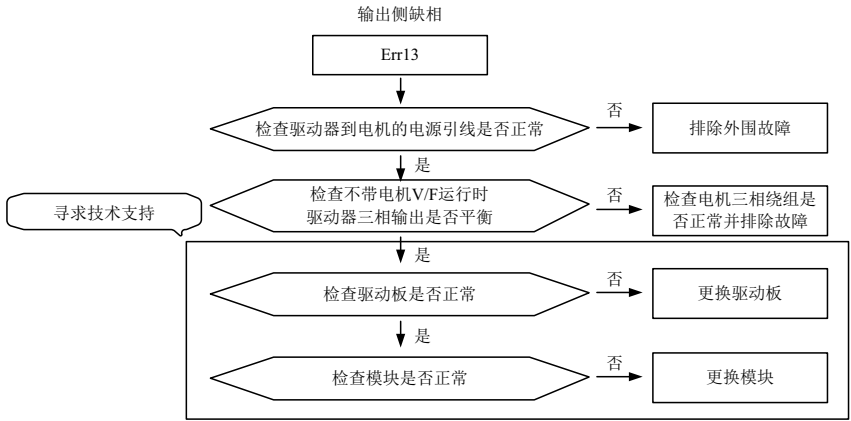 输出侧缺相
Err13
检查驱动器到电机的电源引线是否正常
否
排除外围故障
是
检查不带电机V/F运行时
驱动器三相输出是否平衡
否
检查电机三相绕组是
否正常并排除故障
寻求技术支持
是
检查驱动板是否正常
否
更换驱动板
是
检查模块是否正常
否
更换模块